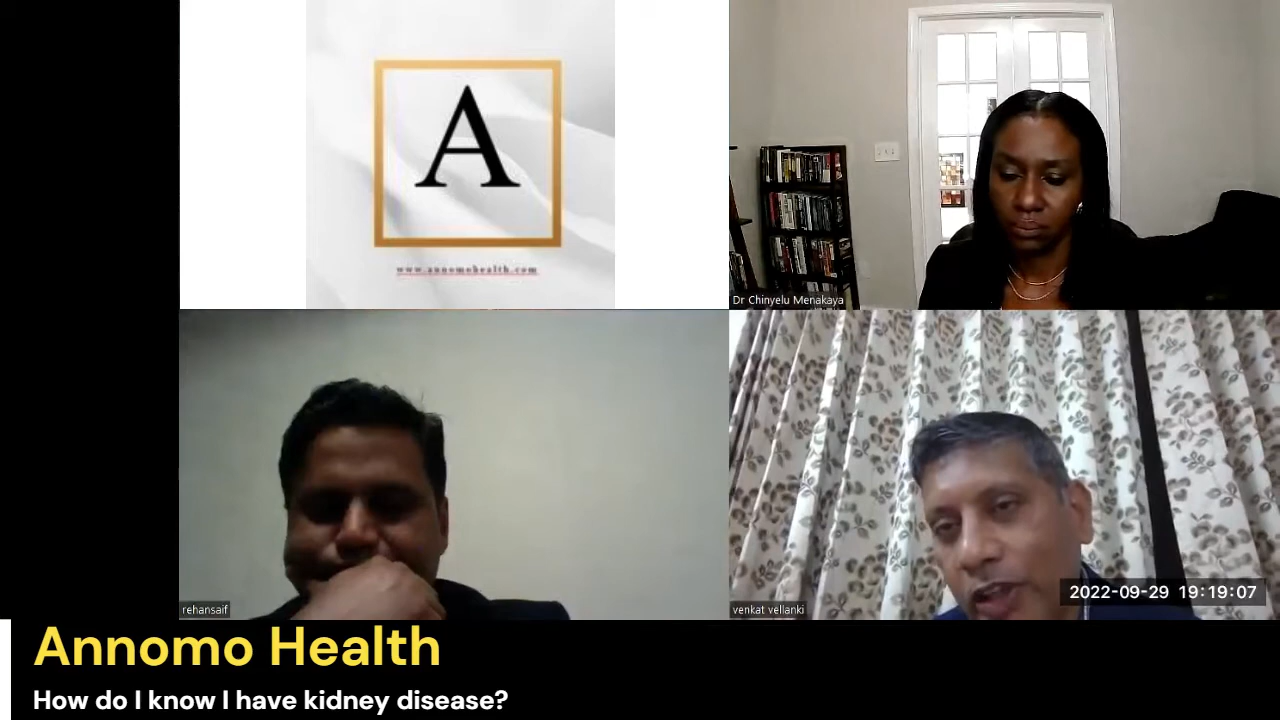 A
www.annomohealth.com
Dr Chinyelu Menakaya
rehansaif
venkat vellanki
2022-09-29 19:19:07
Annomo Health
How do I know I have kidney disease?